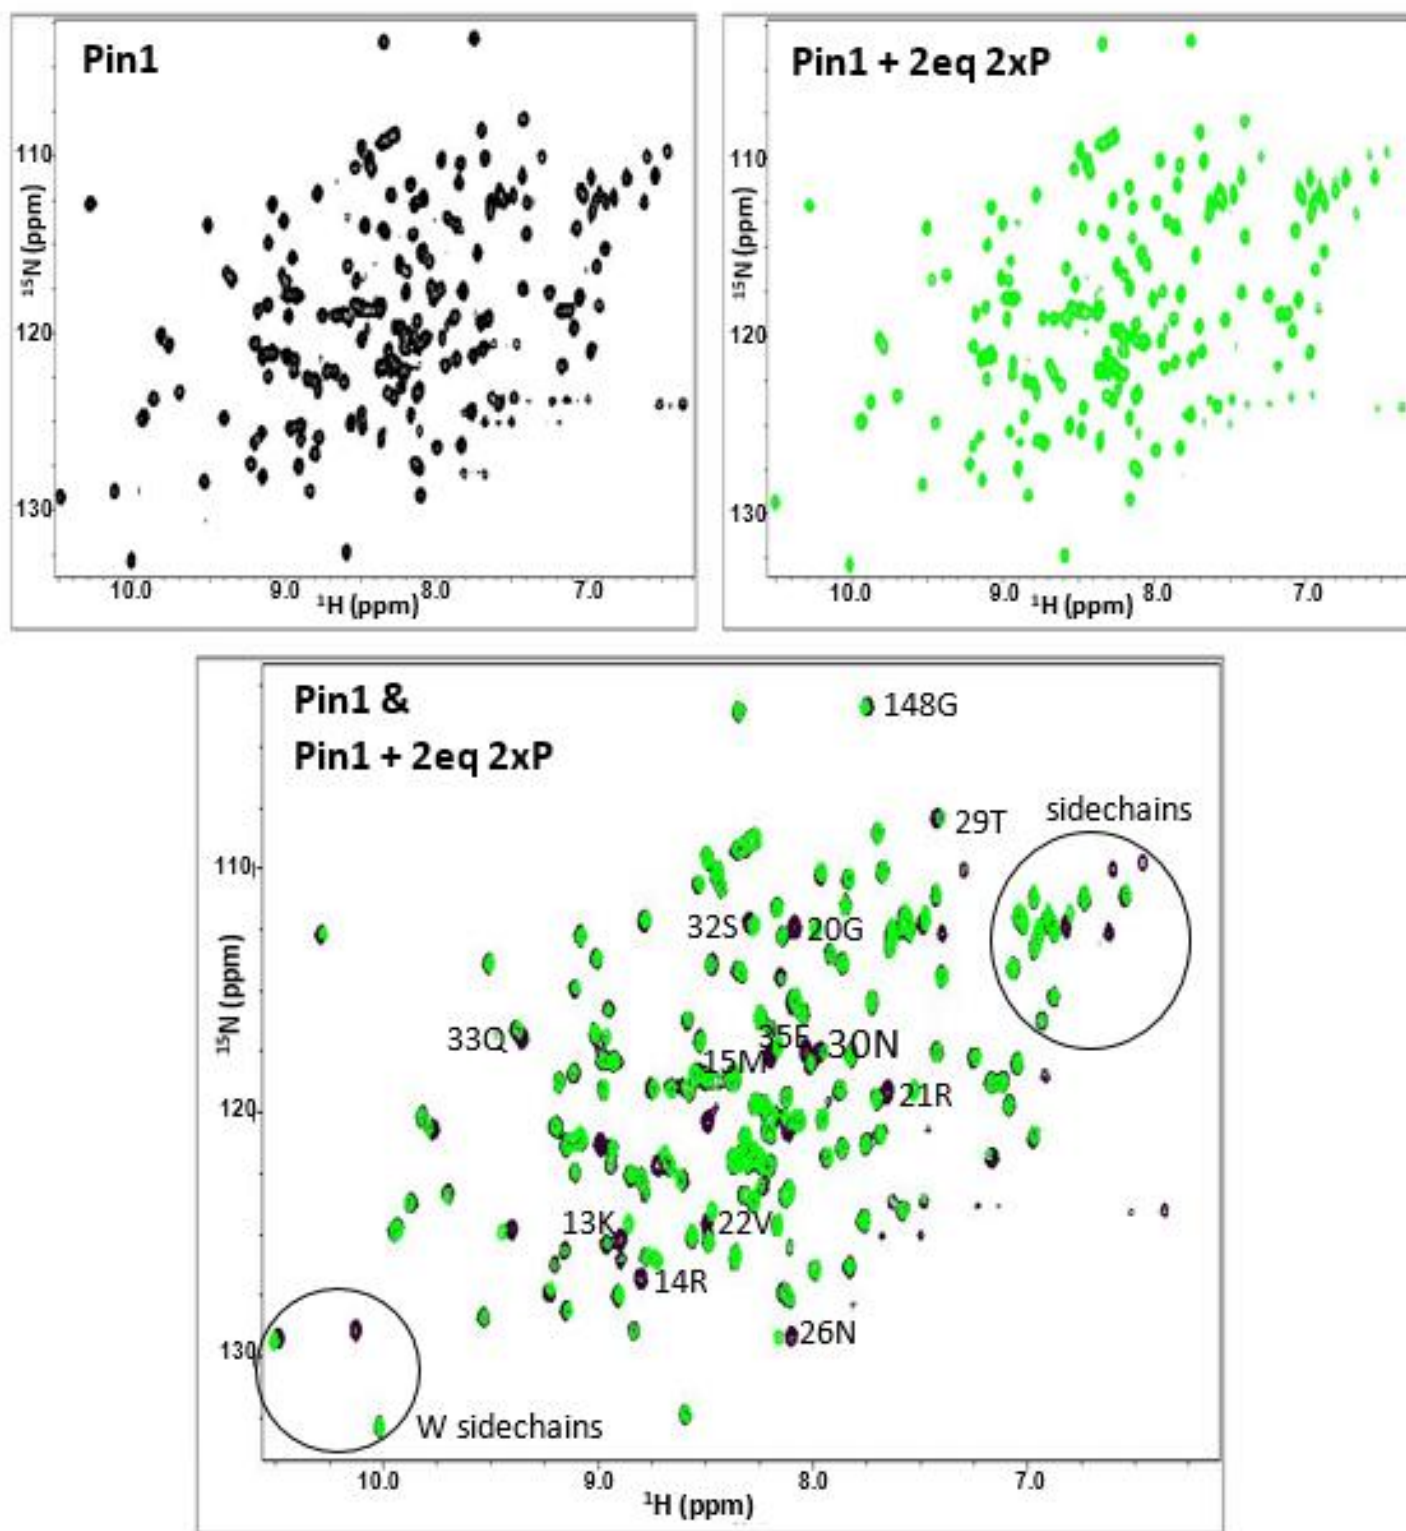 Pin1
110
120
130
¹⁵N (ppm)
10.0 9.0 8.0 7.0
¹H (ppm)
Pin1 + 2eq 2xP
110
120
130
¹⁵N (ppm)
10.0 9.0 8.0 7.0
¹H (ppm)
Pin1 &
Pin1 + 2eq 2xP
148G
sidechains
29T
110
32S 20G
¹⁵N (ppm)
33Q 35F 30N
15M
21R
120
13K 22V
14R
26N
130
W sidechains
10.0 9.0 8.0 7.0
¹H (ppm)